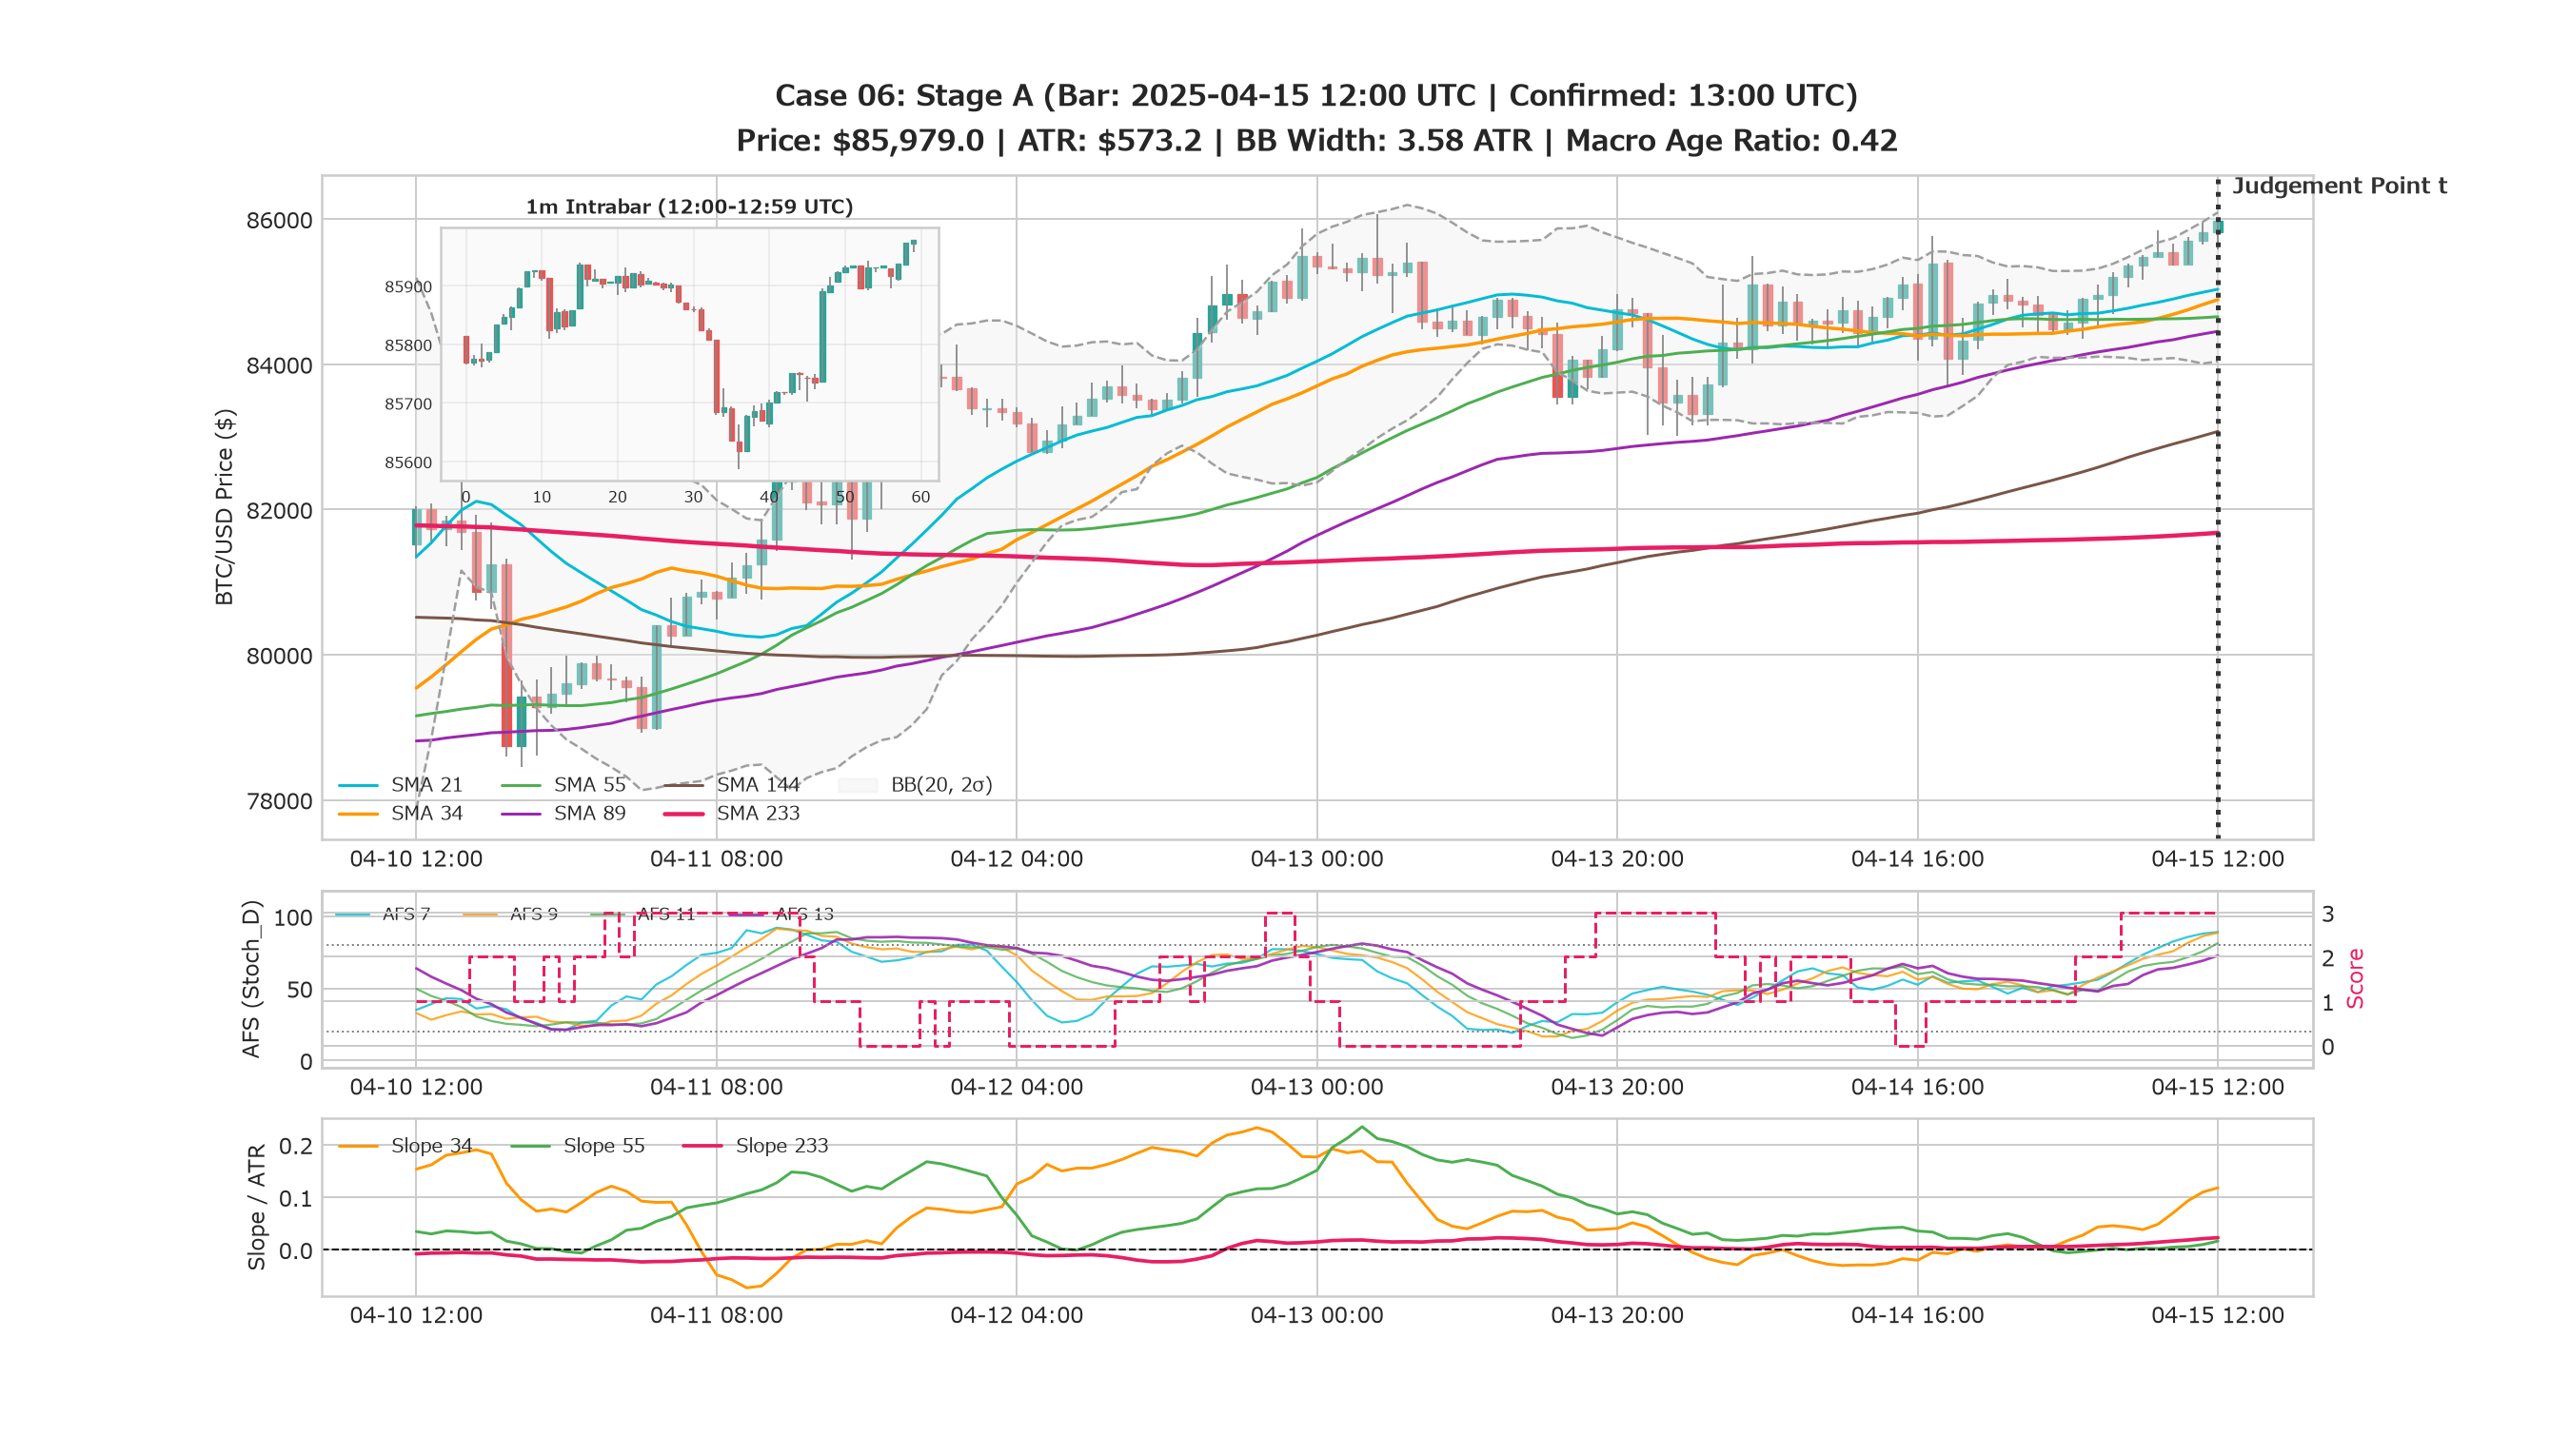 Case 06: Stage A (Bar: 2025-04-15 12:00 UTC | Confirmed: 13:00 UTC)
Price: $85,979.0 | ATR: $573.2 | BB Width: 3.58 ATR | Macro Age Ratio: 0.42
Judgement Point t
1m Intrabar (12:00-12:59 UTC)
85900
85800
85700
85600
0 10 20 30 40 50 60
BTC/USD Price ($)
86000
84000
82000
80000
78000
SMA 21 SMA 55 SMA 144 BB(20, 2σ)
SMA 34 SMA 89 SMA 233
04-10 12:00 04-11 08:00 04-12 04:00 04-13 00:00 04-13 20:00 04-14 16:00 04-15 12:00
AFS (Stoch_D)
100
50
0
AFS 7 AFS 9 AFS 11 AFS 13
3
2
1
0
Score
04-10 12:00 04-11 08:00 04-12 04:00 04-13 00:00 04-13 20:00 04-14 16:00 04-15 12:00
Slope / ATR
0.2
0.1
0.0
Slope 34 Slope 55 Slope 233
04-10 12:00 04-11 08:00 04-12 04:00 04-13 00:00 04-13 20:00 04-14 16:00 04-15 12:00